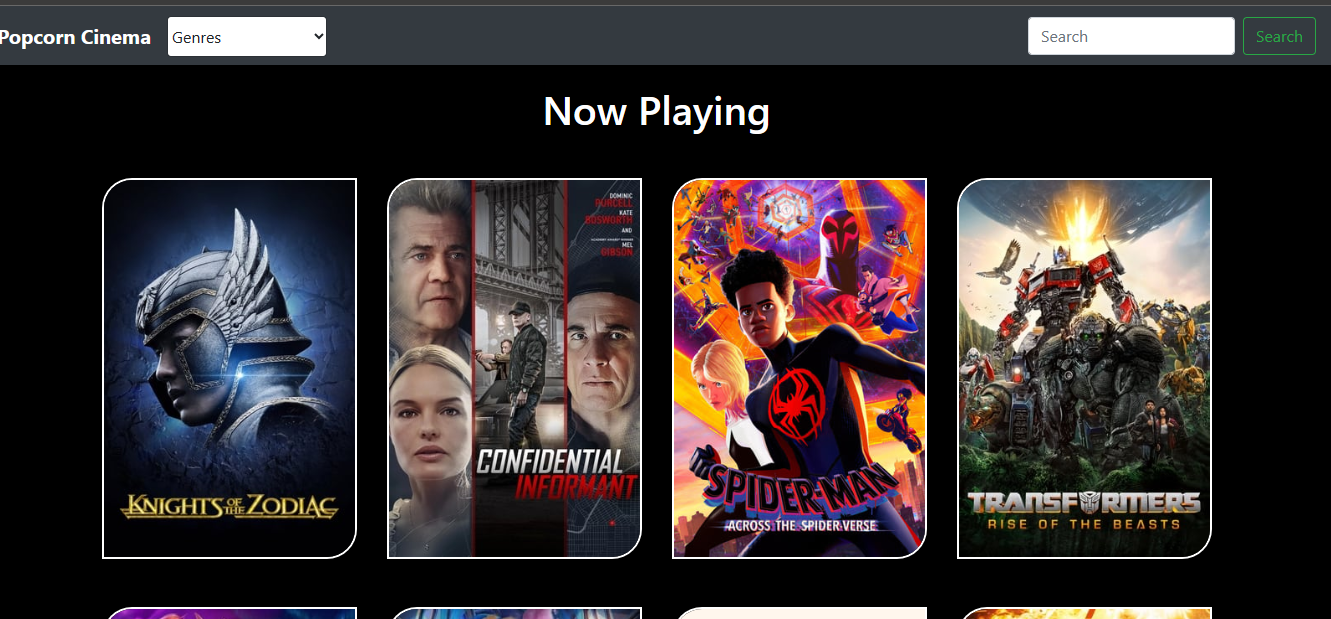 Popcorn Cinema
Genres
Search
Search
Now Playing
KNIGHTS OF THE ZODIAC
DOMINIC
PURCELL
KATE
BOSWORTH
AND
MEL
GIBSON
CONFIDENTIAL
INFORMANT
SPIDER-MAN
ACROSS THE SPIDER-VERSE
TRANSFORMERS
RISE OF THE BEASTS